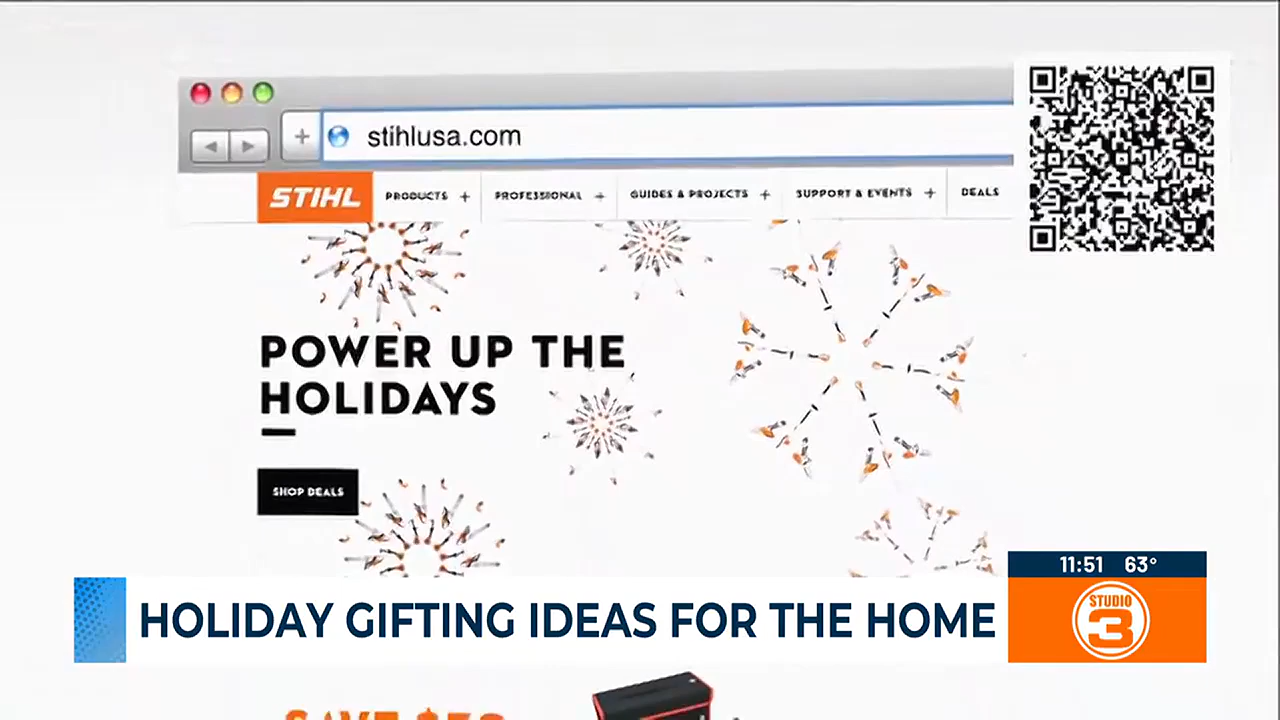 stihlusa.com
STIHL
PRODUCTS +
PROFESSIONAL +
GUIDES & PROJECTS +
SUPPORT & EVENTS +
DEALS
POWER UP THE
HOLIDAYS
SHOP DEALS
11:51 63°
HOLIDAY GIFTING IDEAS FOR THE HOME
STUDIO
3
SAVE